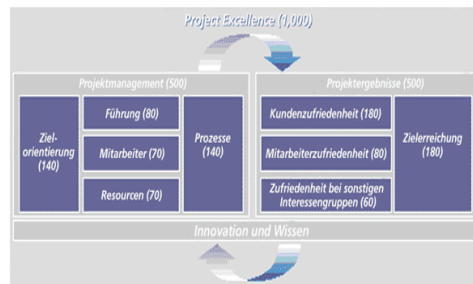 Project Excellence (1,000)
Projektmanagement (500)
Projektergebnisse (500)
Ziel-
orientierung
(140)
Führung (80)
Mitarbeiter (70)
Resourcen (70)
Prozesse
(140)
Kundenzufriedenheit (180)
Mitarbeiterzufriedenheit (80)
Zufriedenheit bei sonstigen
Interessengruppen (60)
Zielerreichung
(180)
Innovation und Wissen